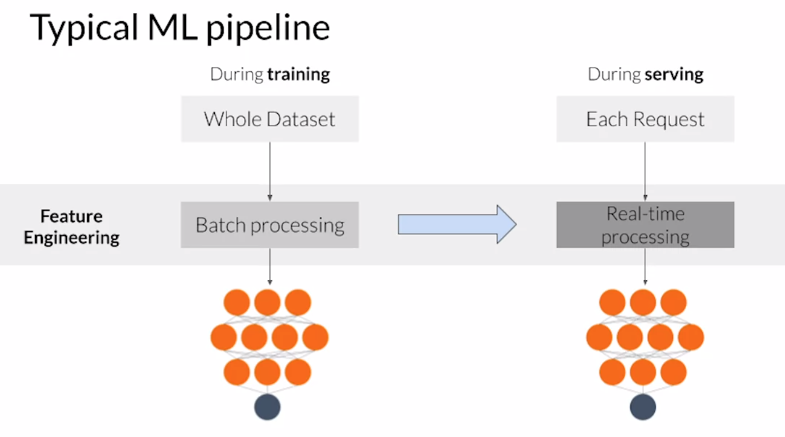 Typical ML pipeline
During training
During serving
Whole Dataset
Each Request
Feature
Engineering
Batch processing
Real-time
processing